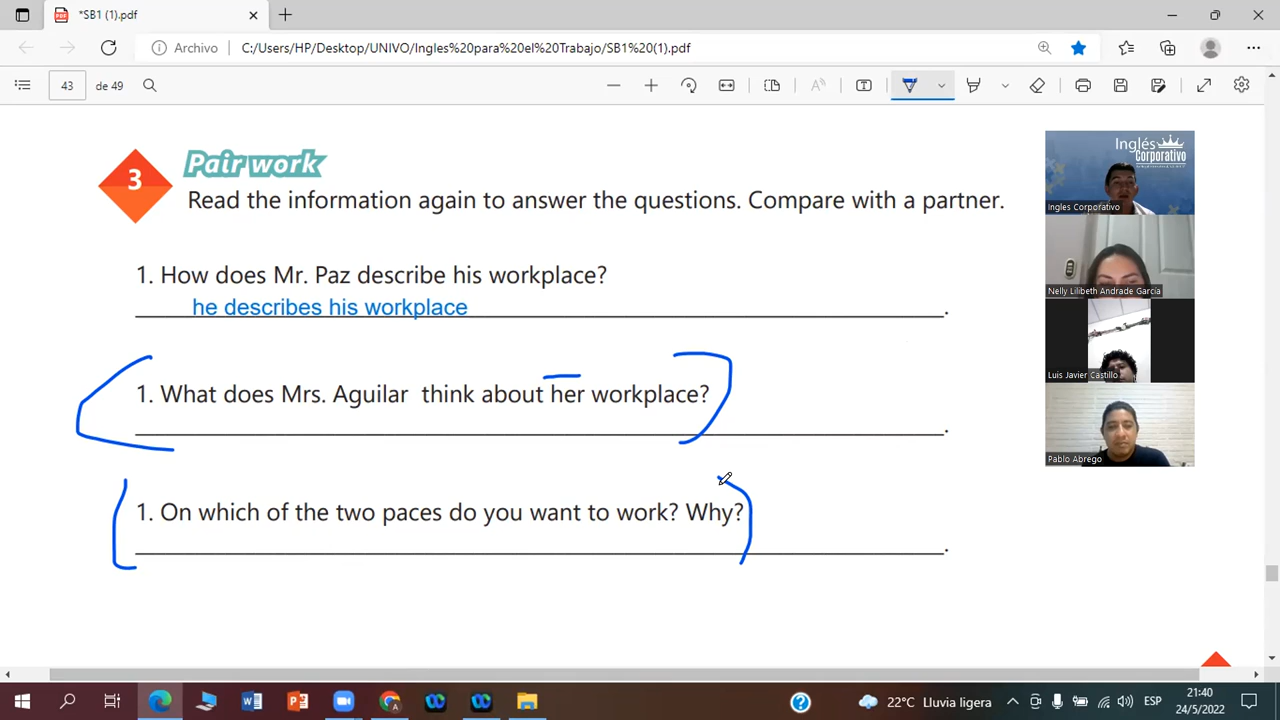 *SB1 (1).pdf
Archivo
C:/Users/HP/Desktop/UNIVO/Ingles%20para%20el%20Trabajo/SB1%20(1).pdf
43
de 49
3
Pair work
Read the information again to answer the questions. Compare with a partner.
1. How does Mr. Paz describe his workplace?
he describes his workplace
1. What does Mrs. Aguilar think about her workplace?
1. On which of the two paces do you want to work? Why?
Inglés
Corporativo
Ingles Corporativo
Nelly Lilibeth Andrade García
Luis Javier Castillo
Pablo Abrego
22°C Lluvia ligera
ESP
21:40
24/5/2022